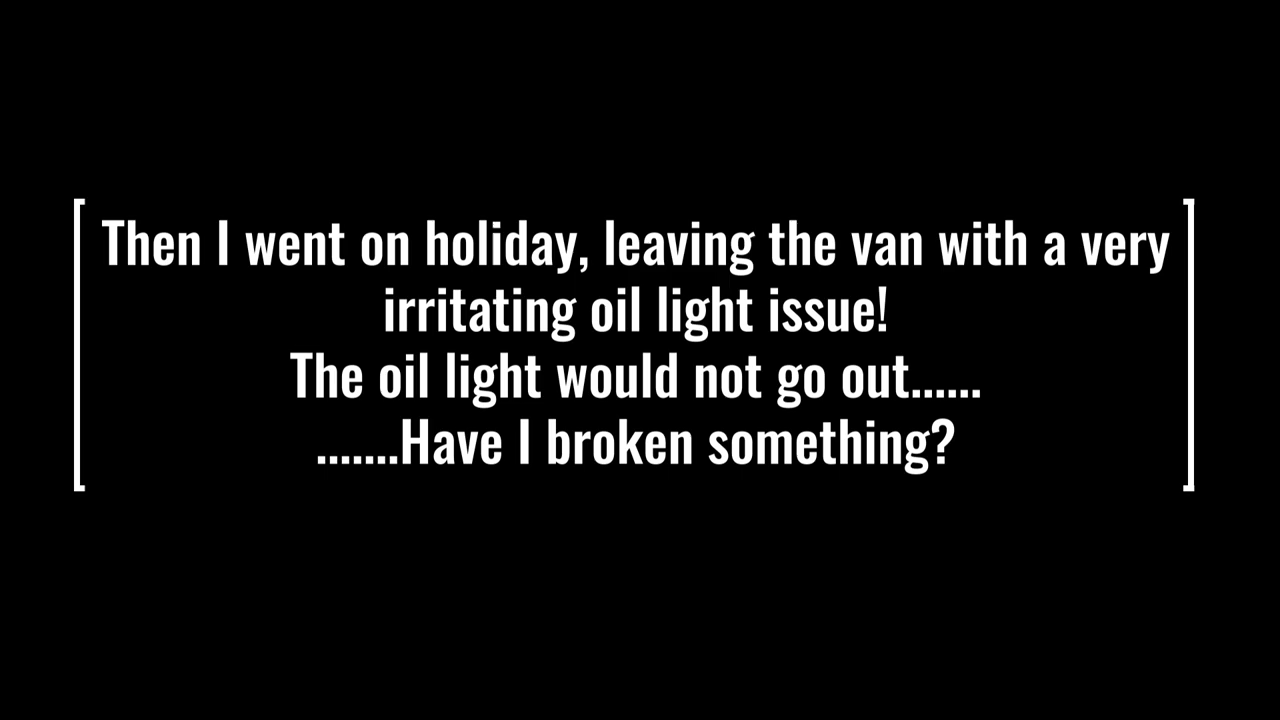 Then I went on holiday, leaving the van with a very
irritating oil light issue!
The oil light would not go out......
.......Have I broken something?